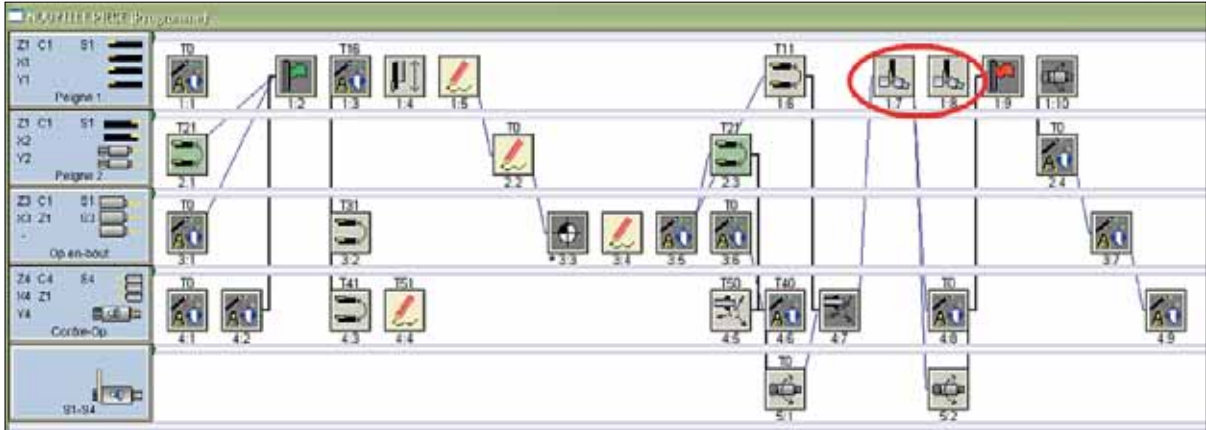 Z1 C1 S1
X1
Y1
Peigne 1
T0 T16 T11
1:1 1:2 1:3 1:4 1:5 1:6 1:7 1:8 1:9 1:10
Z1 C1 S1
X2
Y2
Peigne 2
T21 T0 T21 T0
2:1 2:2 2:3 2:4
Z3 C1 S1
X3 Z1 S3
-
Op en-bout
T0 T31 T0
3:1 3:2 * 3:3 3:4 3:5 3:6 3:7
Z4 C4 S4
X4 Z1
Y4
Contre-Op
T0 T41 T51 T50 T40 T0
4:1 4:2 4:3 4:4 4:5 4:6 4:7 4:8 4:9
S1-S4
T0
5:1 5:2